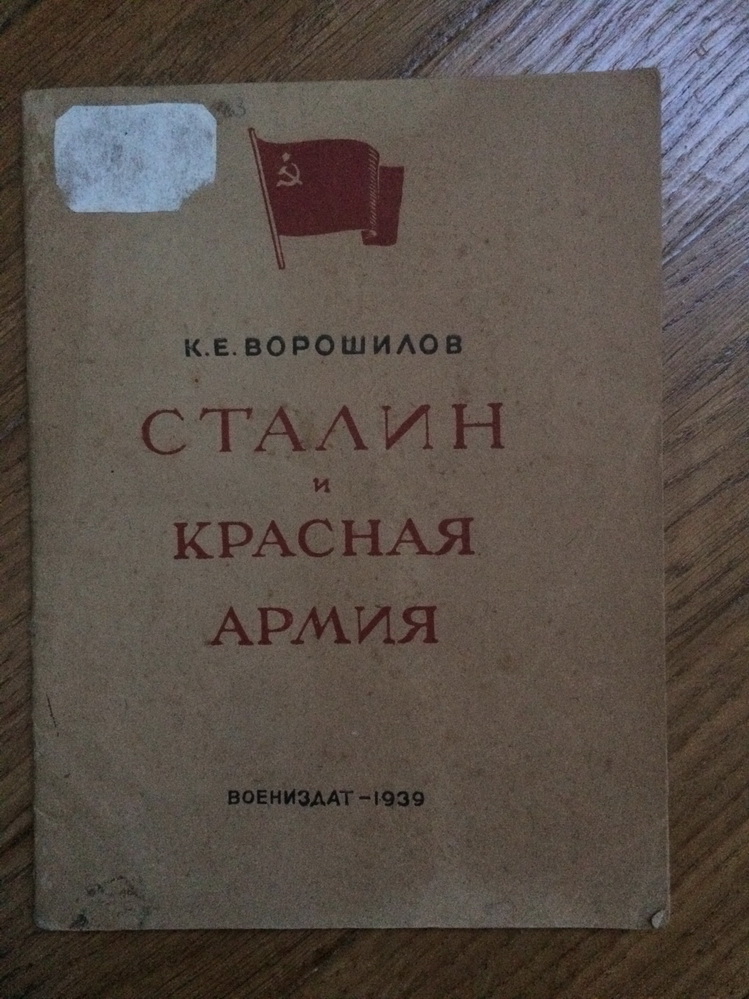 К.Е.ВОРОШИЛОВ
СТАЛИН
и
КРАСНАЯ
АРМИЯ
ВОЕНИЗДАТ–1939